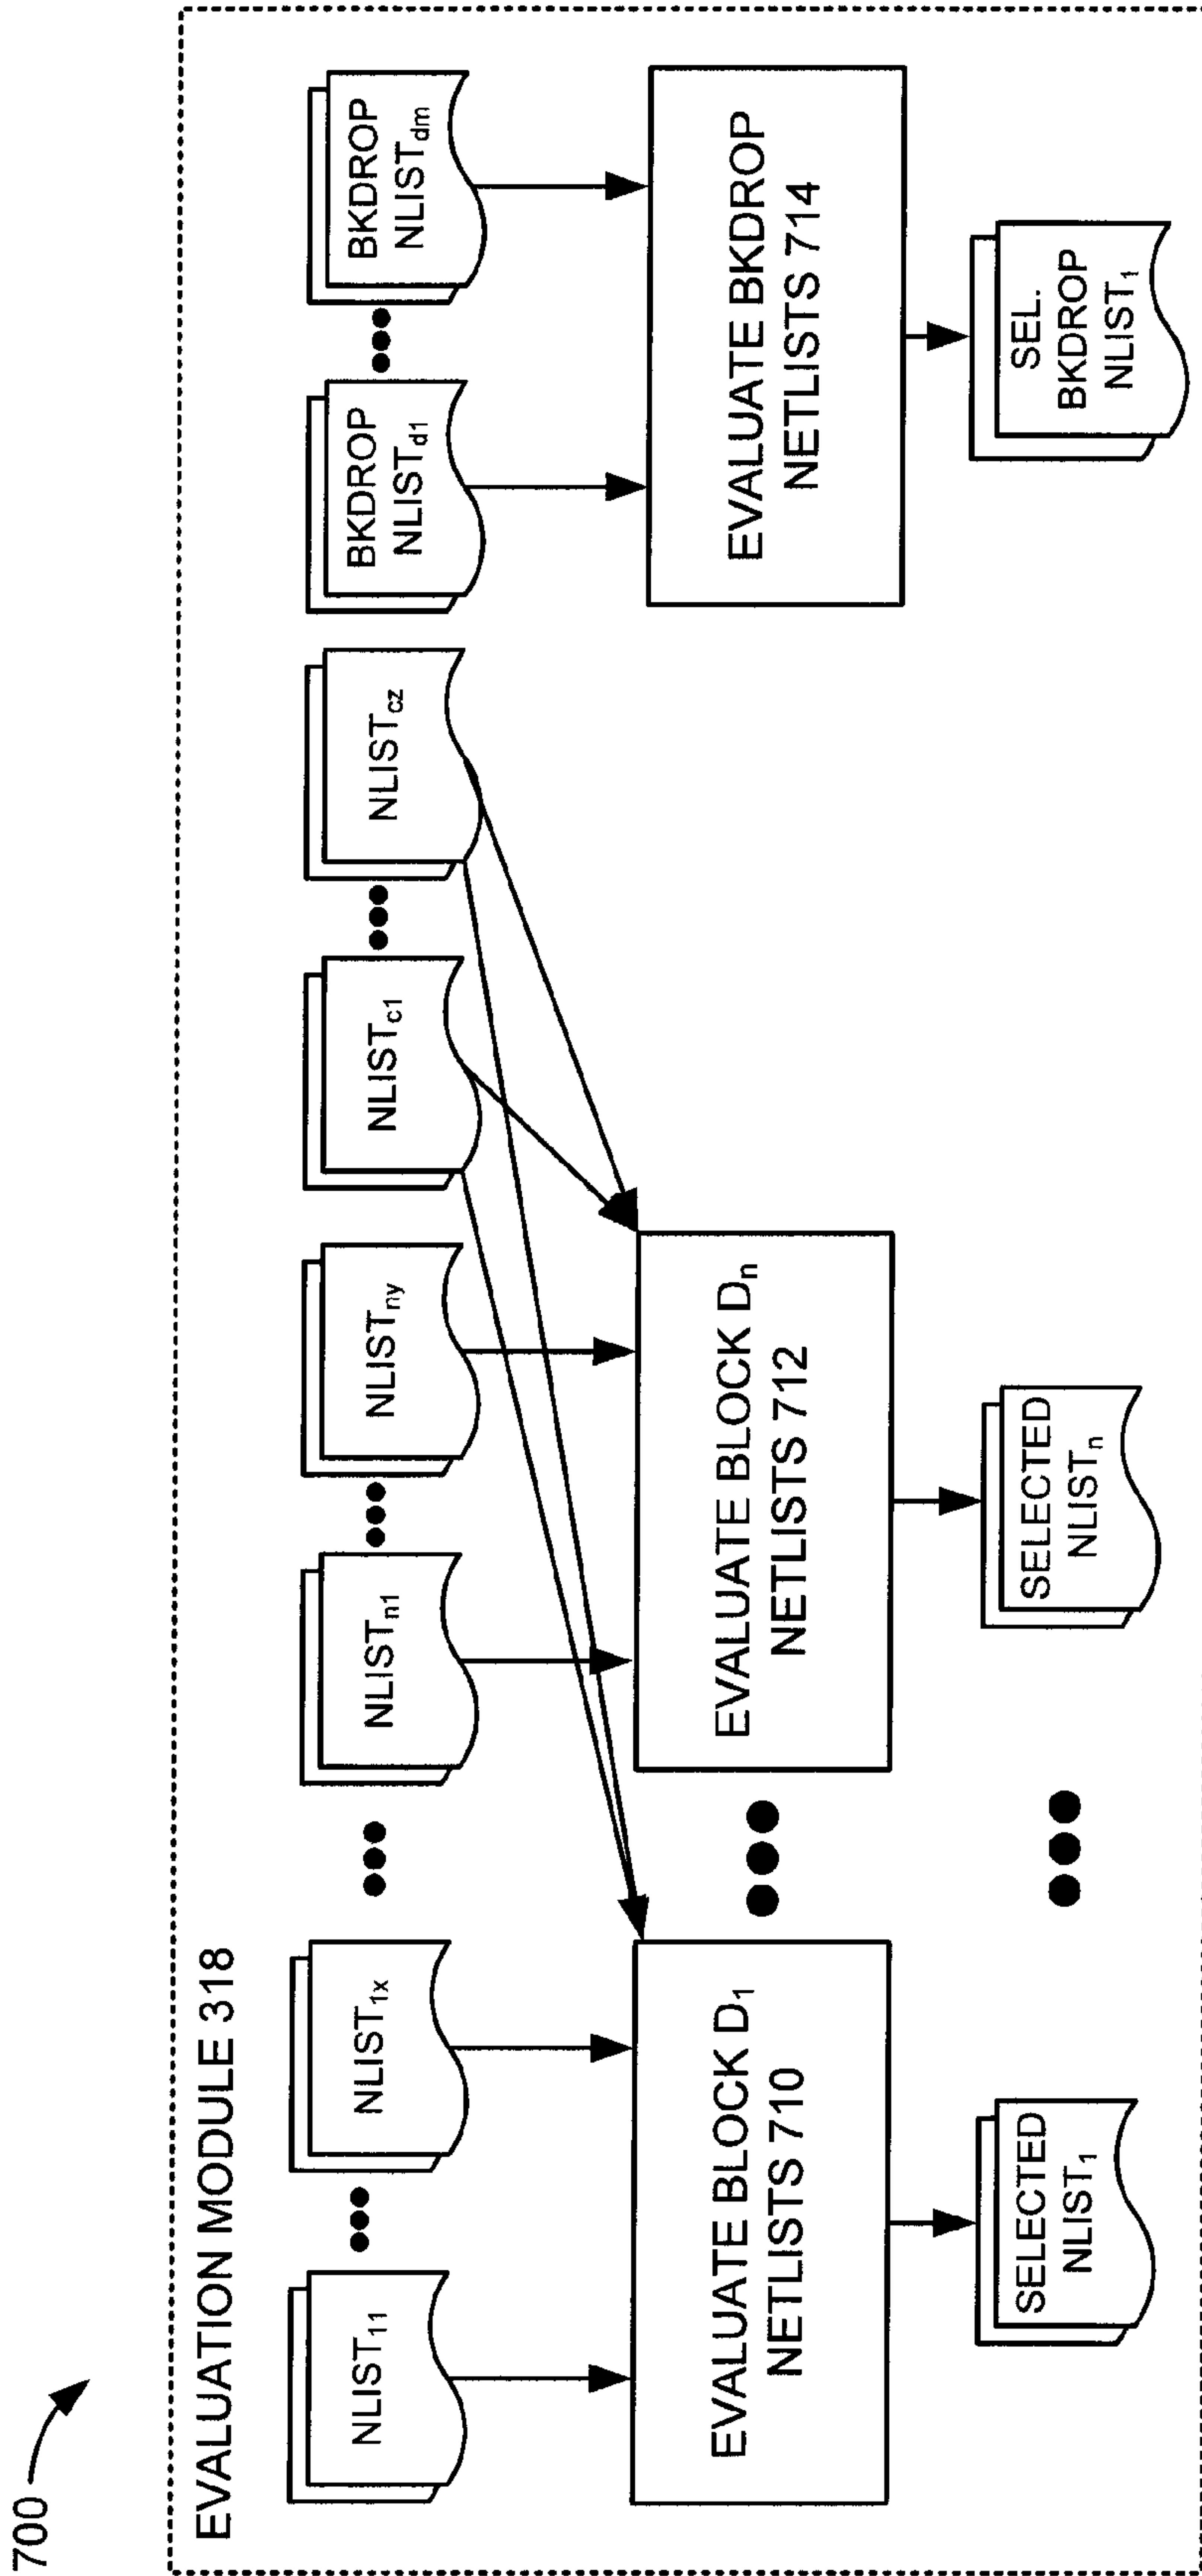 700
EVALUATION MODULE 318
NLIST11
NLIST1x
NLISTn1
NLISTny
NLISTc1
NLISTcz
BKDROP
NLISTd1
BKDROP
NLISTdm
EVALUATE BLOCK D1
NETLISTS 710
EVALUATE BLOCK Dn
NETLISTS 712
EVALUATE BKDROP
NETLISTS 714
SELECTED
NLIST1
SELECTED
NLISTn
SEL.
BKDROP
NLIST1